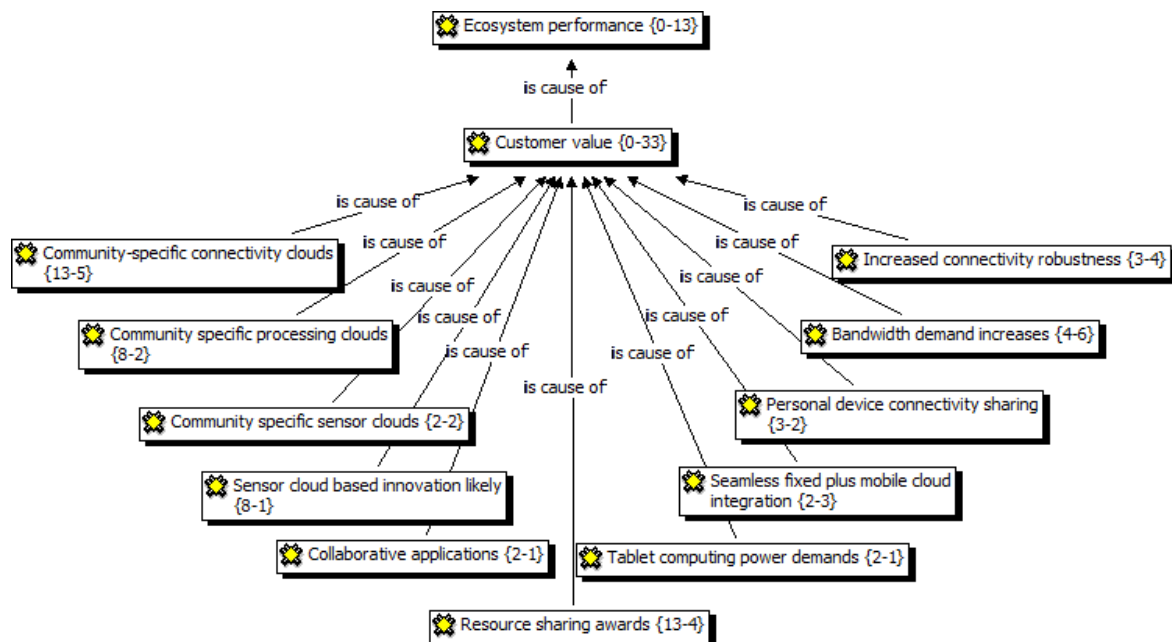 Ecosystem performance {0-13}
is cause of
Customer value {0-33}
is cause of
is cause of
Community-specific connectivity clouds
{13-5}
is cause of
is cause of
Increased connectivity robustness {3-4}
is cause of
is cause of
Community specific processing clouds
{8-2}
is cause of
is cause of
Bandwidth demand increases {4-6}
is cause of
is cause of
is cause of
Community specific sensor clouds {2-2}
Personal device connectivity sharing
{3-2}
Sensor cloud based innovation likely
{8-1}
Seamless fixed plus mobile cloud
integration {2-3}
Collaborative applications {2-1}
Tablet computing power demands {2-1}
Resource sharing awards {13-4}